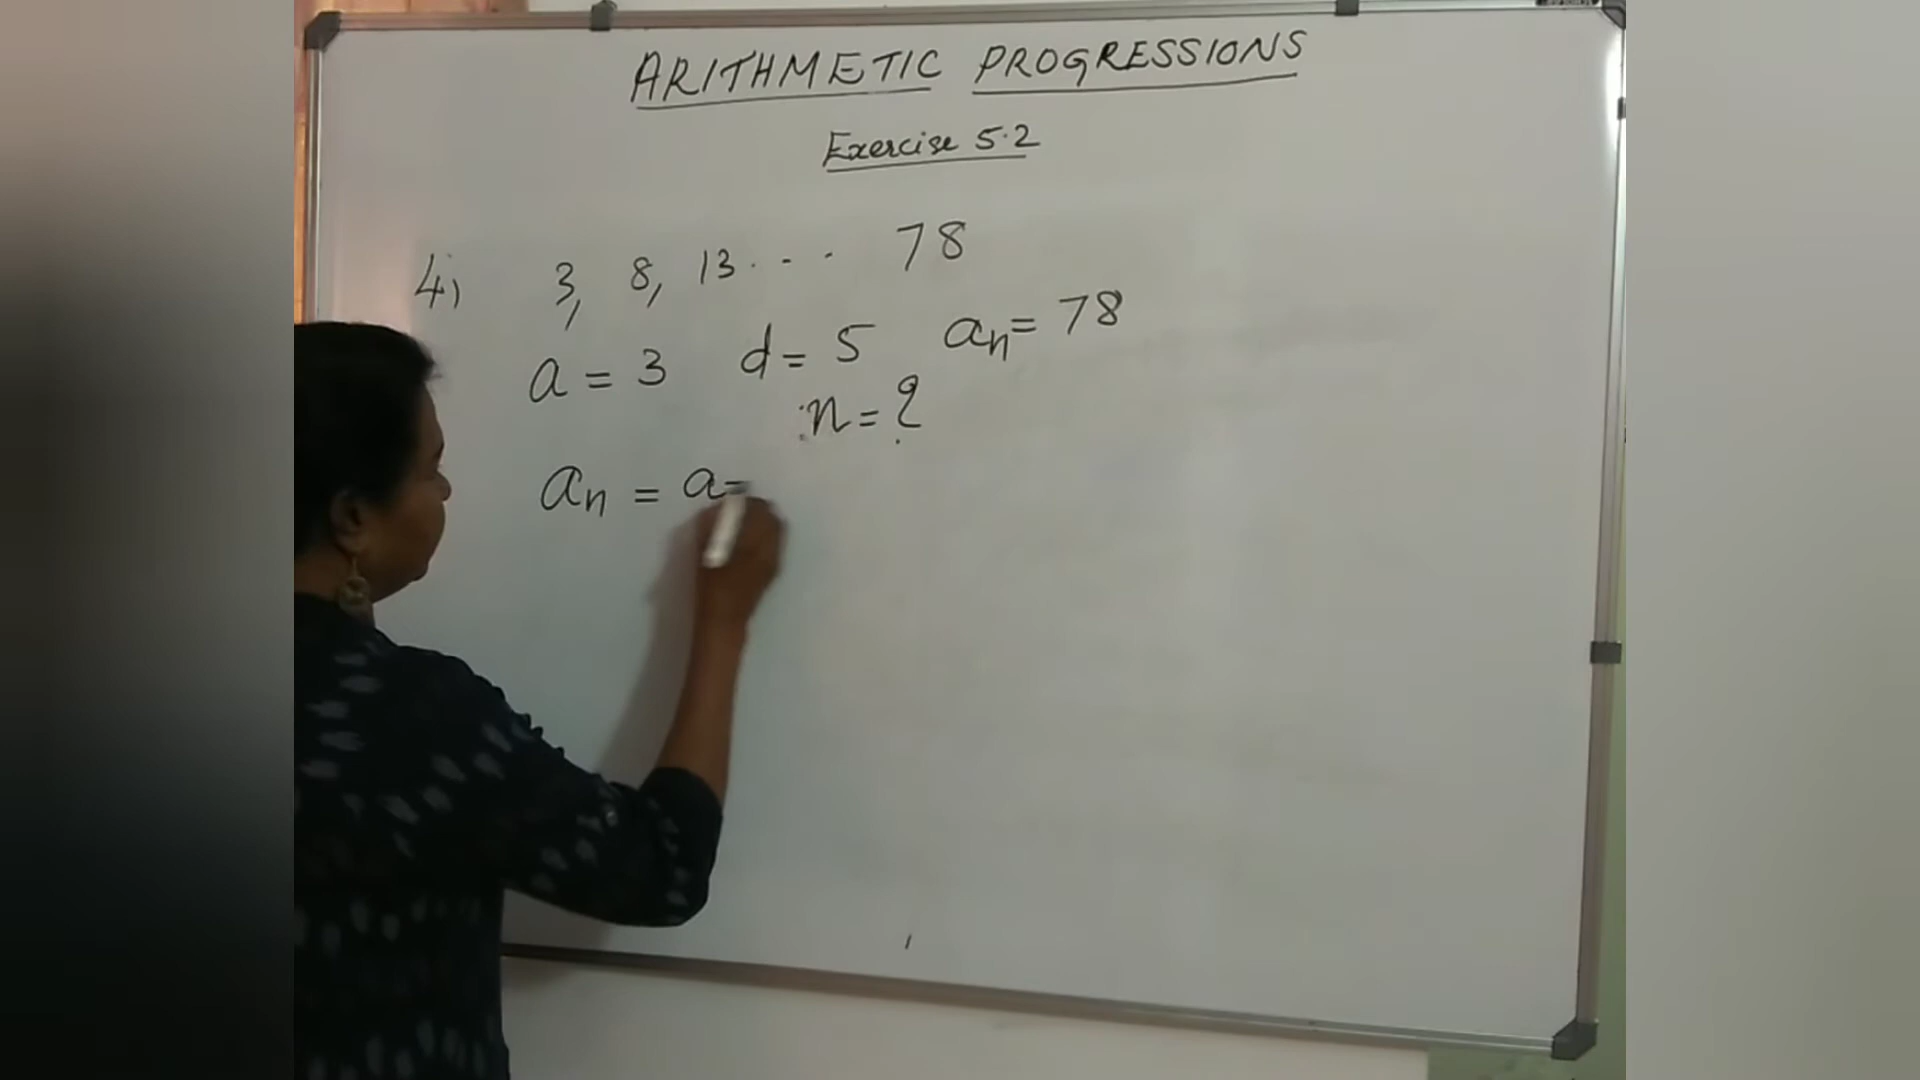 ARITHMETIC PROGRESSIONS
Exercise 5.2
4) 3, 8, 13 . - - 78
a = 3 d = 5 an = 78
n = ?
an = a